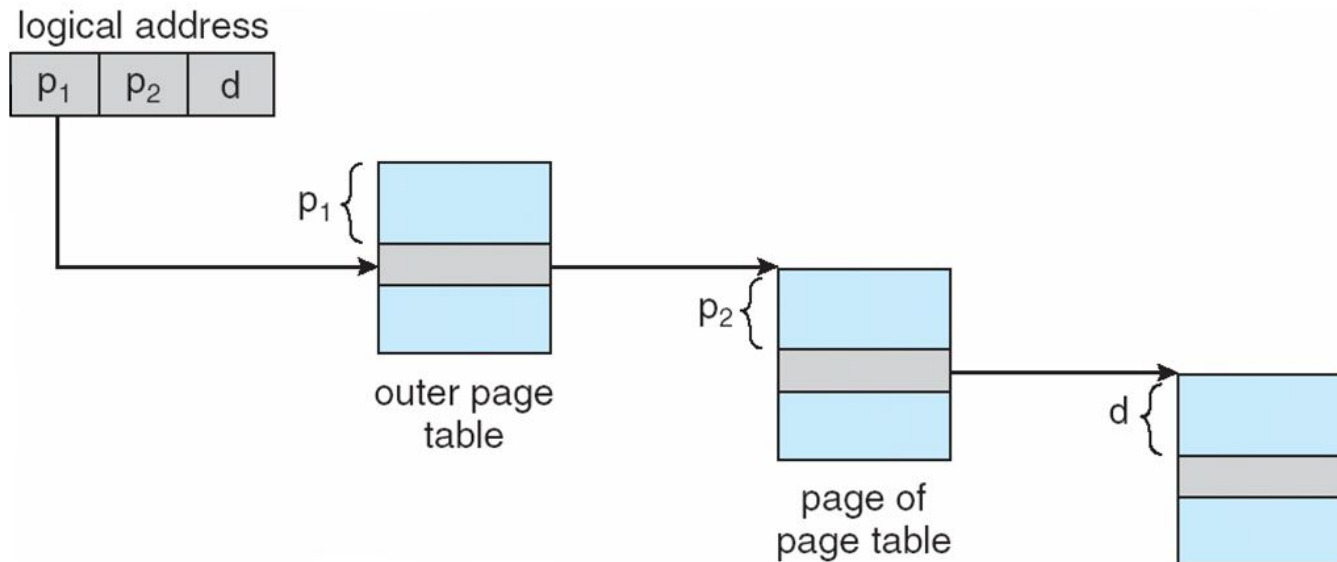 logical address
p₁ p₂ d
p₁
outer page
table
p₂
page of
page table
d